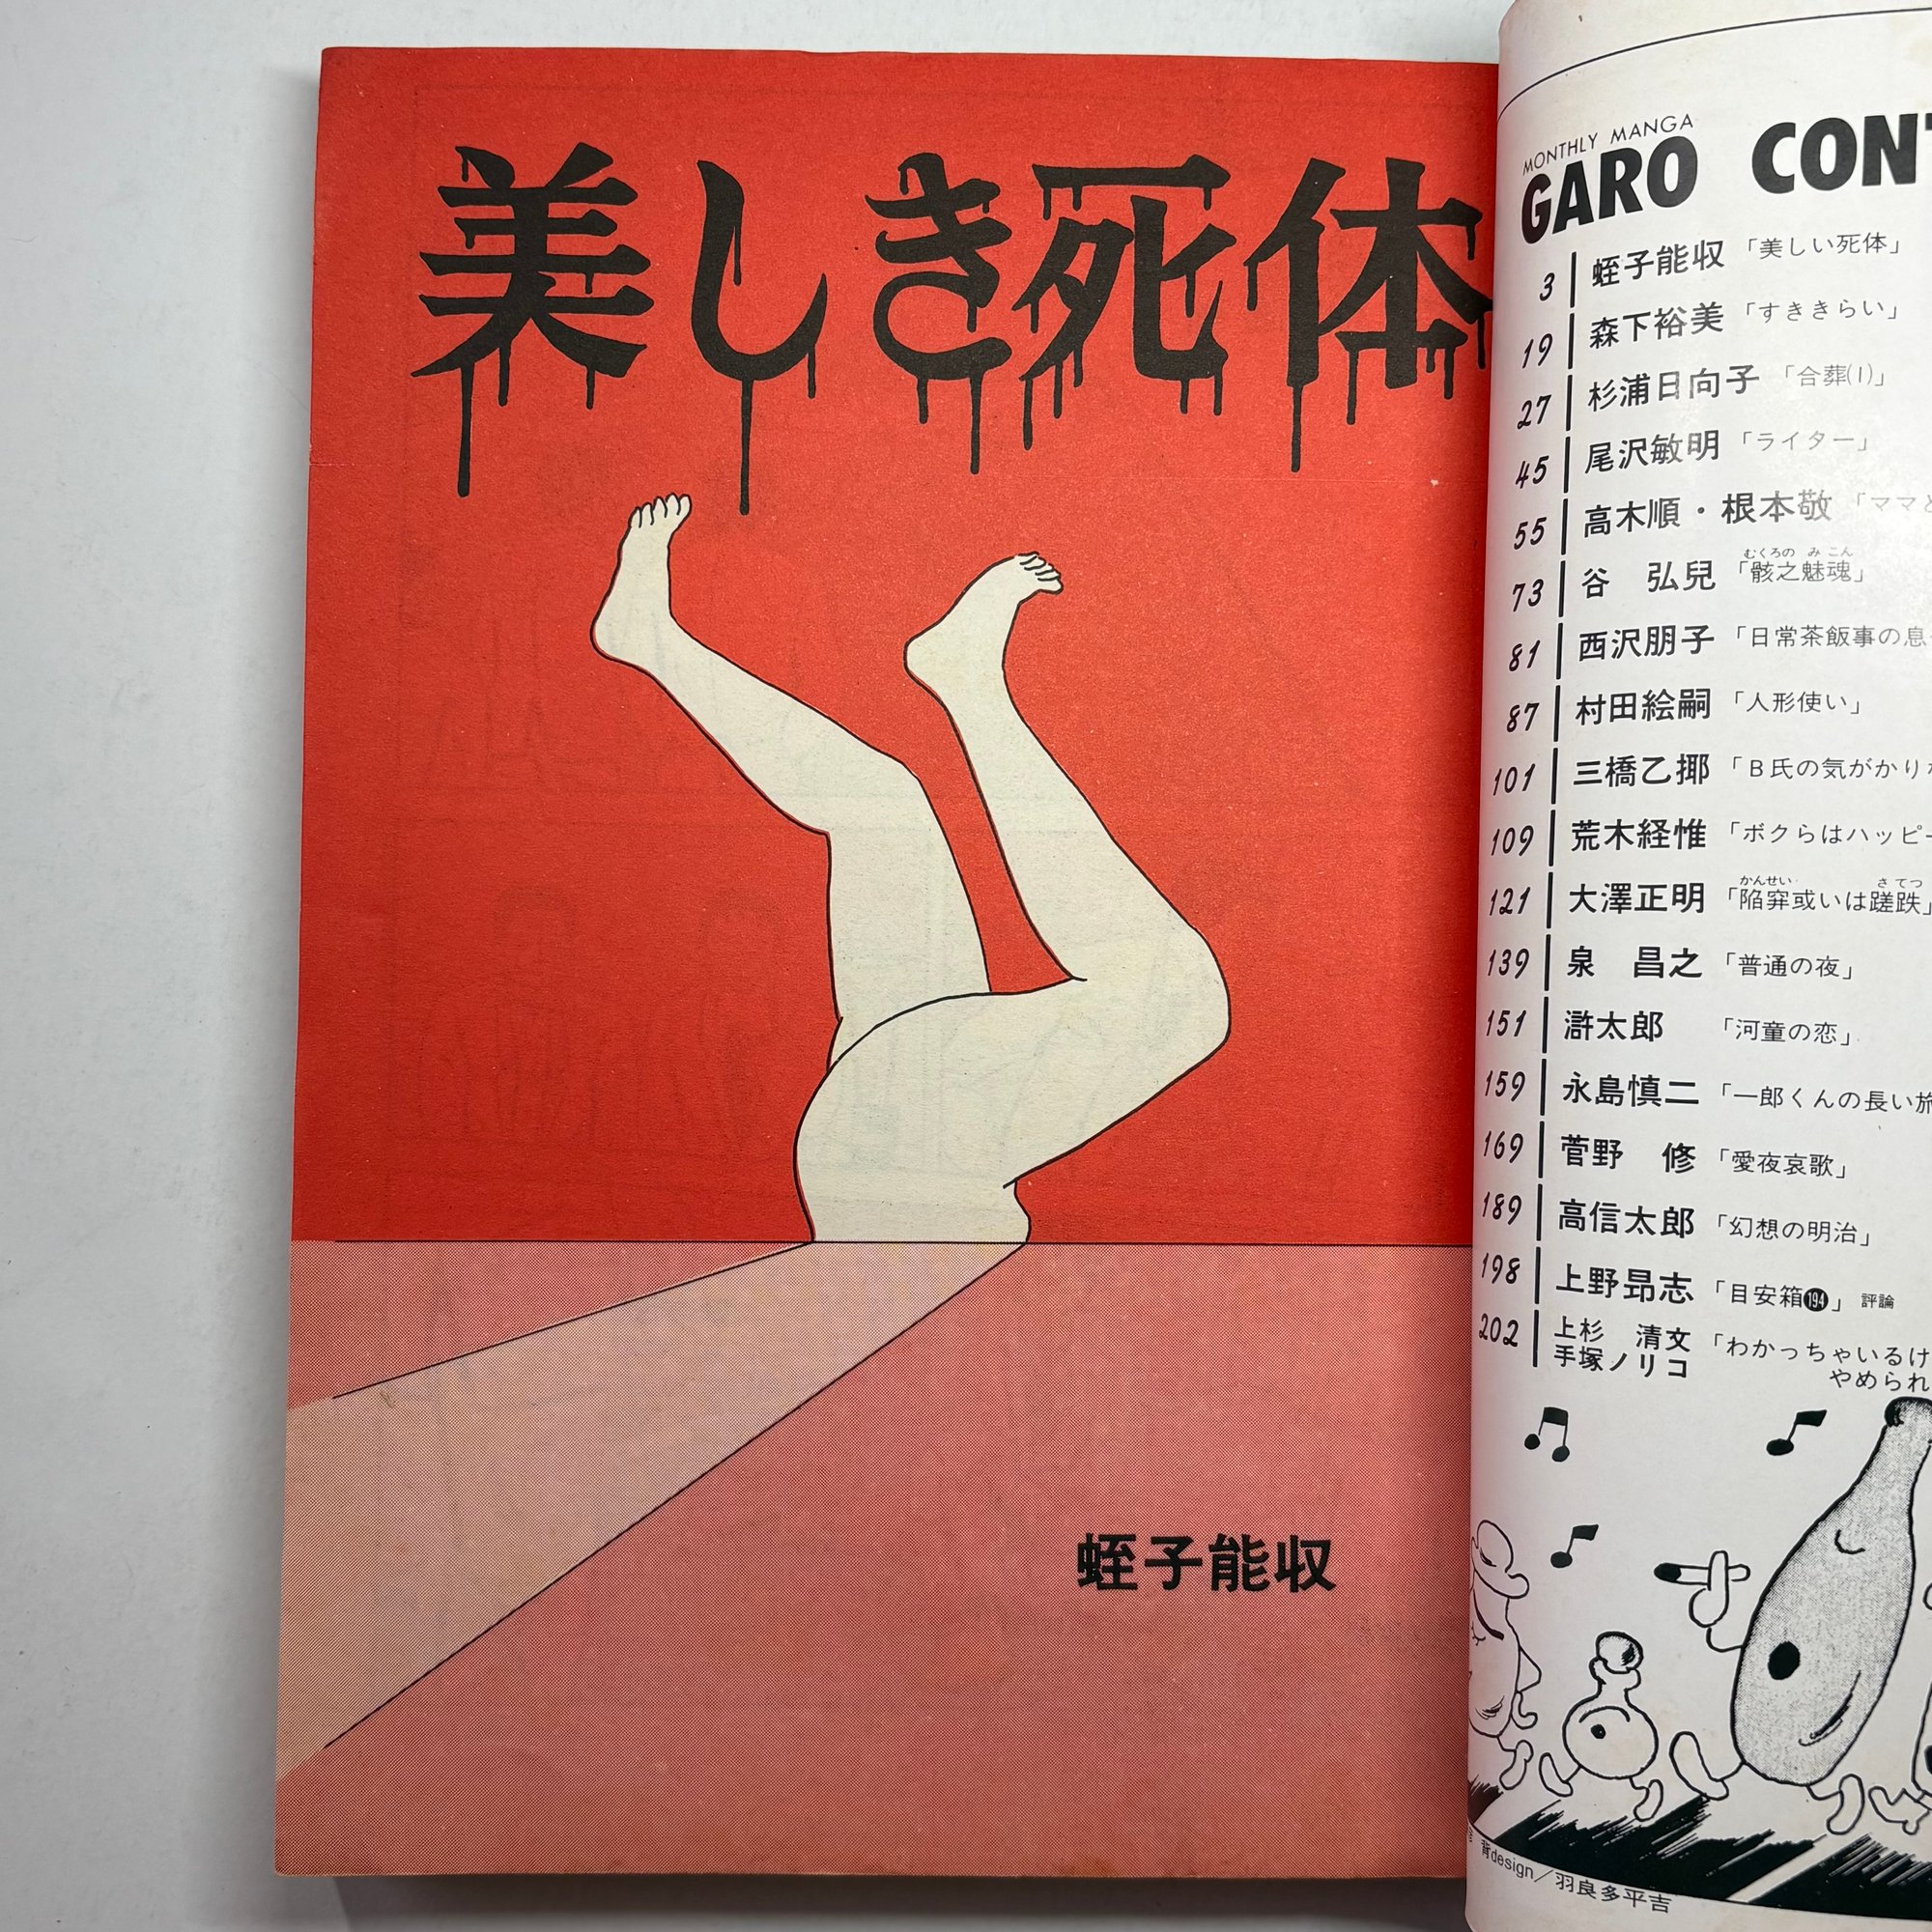 美しき死体
蛭子能収
MONTHLY MANGA
GARO CON
3 蛭子能収 「美しい死体」
19 森下裕美 「すききらい」
27 杉浦日向子 「合葬(1)」
45 尾沢敏明 「ライター」
55 高木順・根本敬 「ママ
むくろの みこん
73 谷 弘兒 「骸之魅魂」
81 西沢朋子 「日常茶飯事の息
87 村田絵嗣 「人形使い」
101 三橋乙揶 「B氏の気がかり
109 荒木経惟 「ボクらはハッピー
かんせい さてつ
121 大澤正明 「陥穽或いは蹉跌」
139 泉 昌之 「普通の夜」
151 滸太郎 「河童の恋」
159 永島慎二 「一郎くんの長い旅
169 菅野 修 「愛夜哀歌」
189 高信太郎 「幻想の明治」
198 上野昻志 「目安箱194」 評論
202 上杉 清文 「わかっちゃいるけ
手塚ノリコ やめられ
背design／羽良多平吉